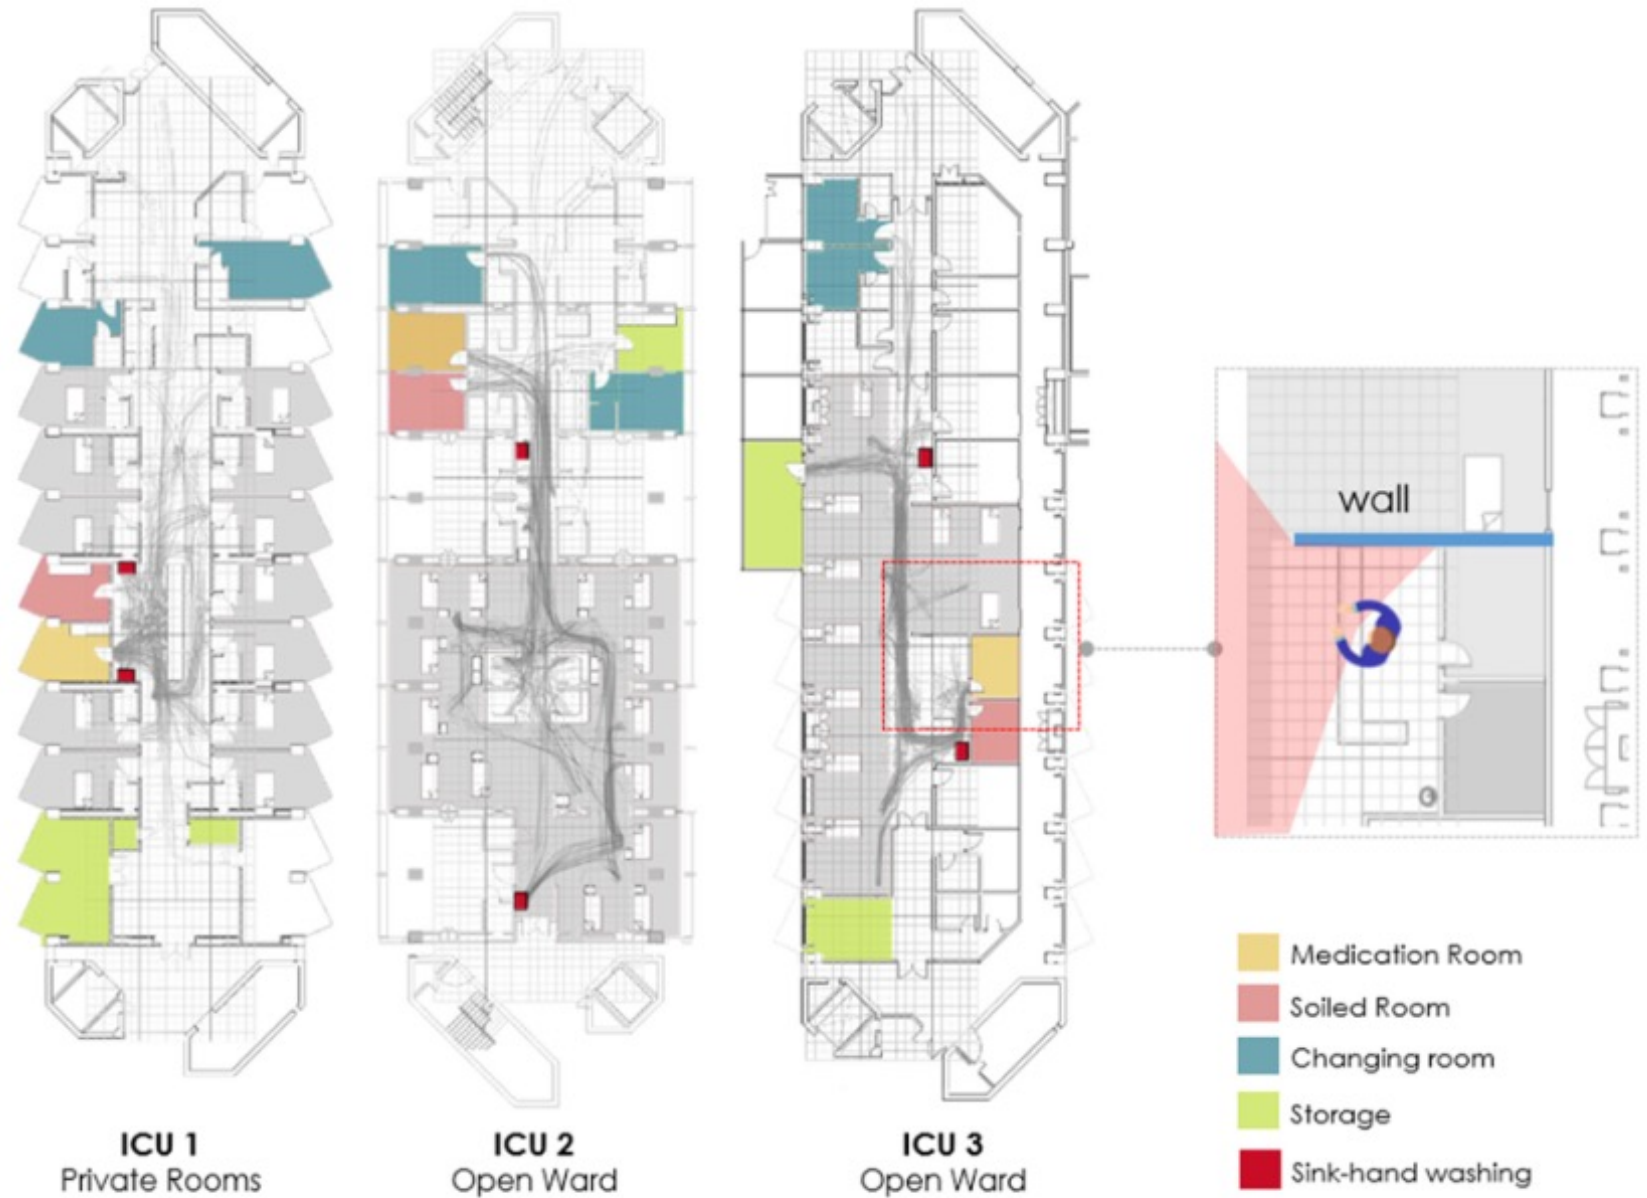 wall
Medication Room
Soiled Room
Changing room
Storage
Sink-hand washing
ICU 1
Private Rooms
ICU 2
Open Ward
ICU 3
Open Ward